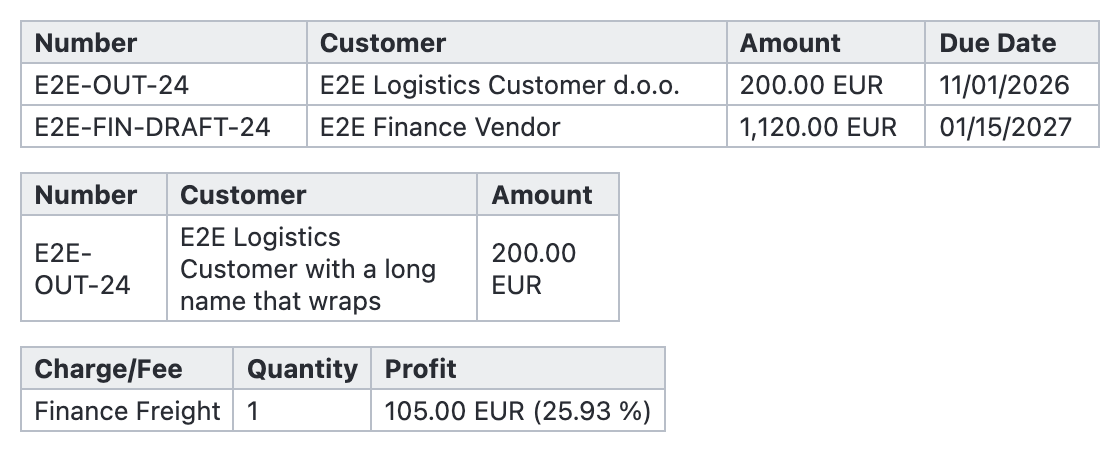 Number Customer Amount Due Date
E2E-OUT-24 E2E Logistics Customer d.o.o. 200.00 EUR 11/01/2026
E2E-FIN-DRAFT-24 E2E Finance Vendor 1,120.00 EUR 01/15/2027
Number Customer Amount
E2E-
OUT-24
E2E Logistics
Customer with a long
name that wraps
200.00
EUR
Charge/Fee Quantity Profit
Finance Freight 1 105.00 EUR (25.93 %)